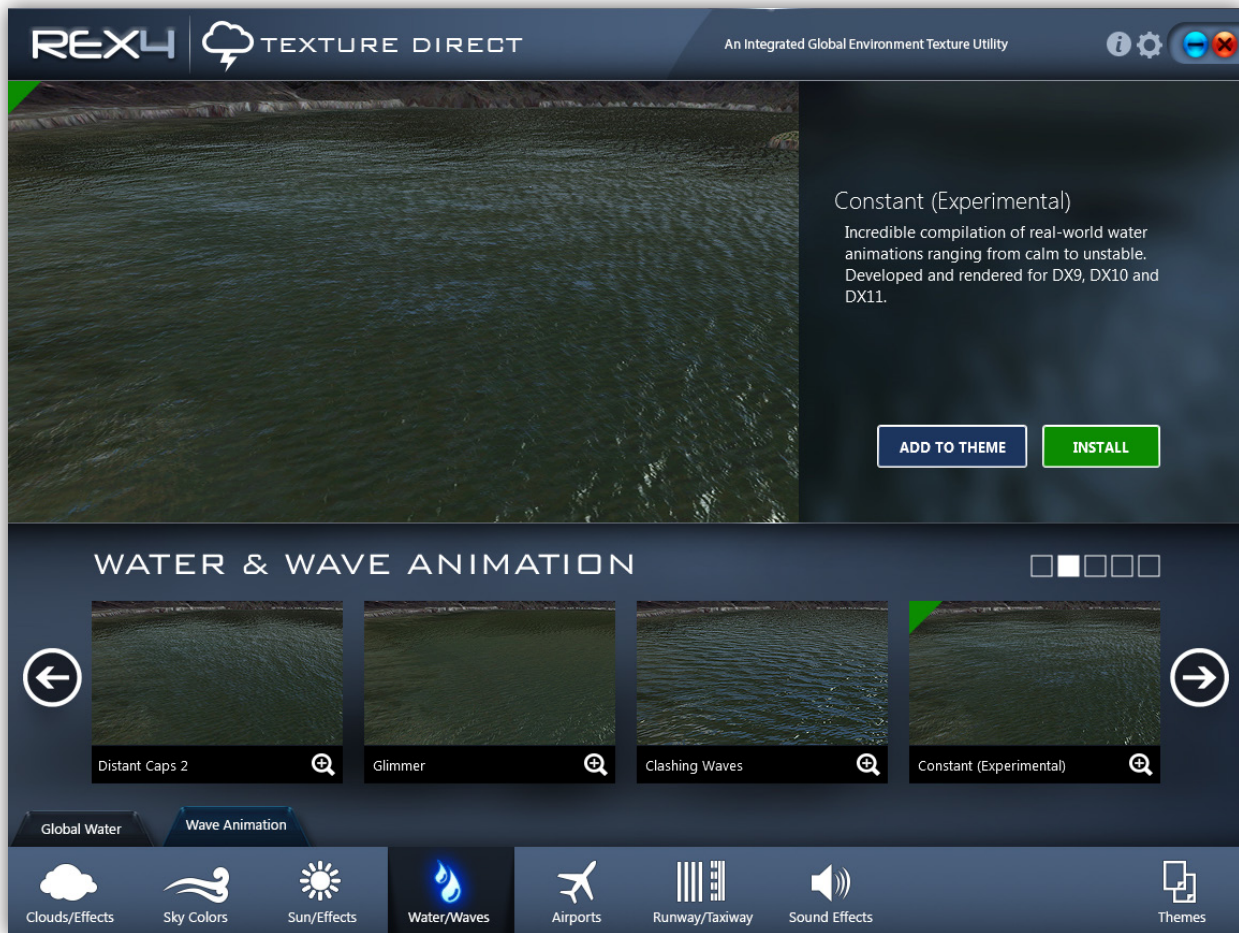 REX4 TEXTURE DIRECT
An Integrated Global Environment Texture Utility
Constant (Experimental)
Incredible compilation of real-world water
animations ranging from calm to unstable.
Developed and rendered for DX9, DX10 and
DX11.
ADD TO THEME
INSTALL
WATER & WAVE ANIMATION
Distant Caps 2
Glimmer
Clashing Waves
Constant (Experimental)
Global Water
Wave Animation
Clouds/Effects
Sky Colors
Sun/Effects
Water/Waves
Airports
Runway/Taxiway
Sound Effects
Themes